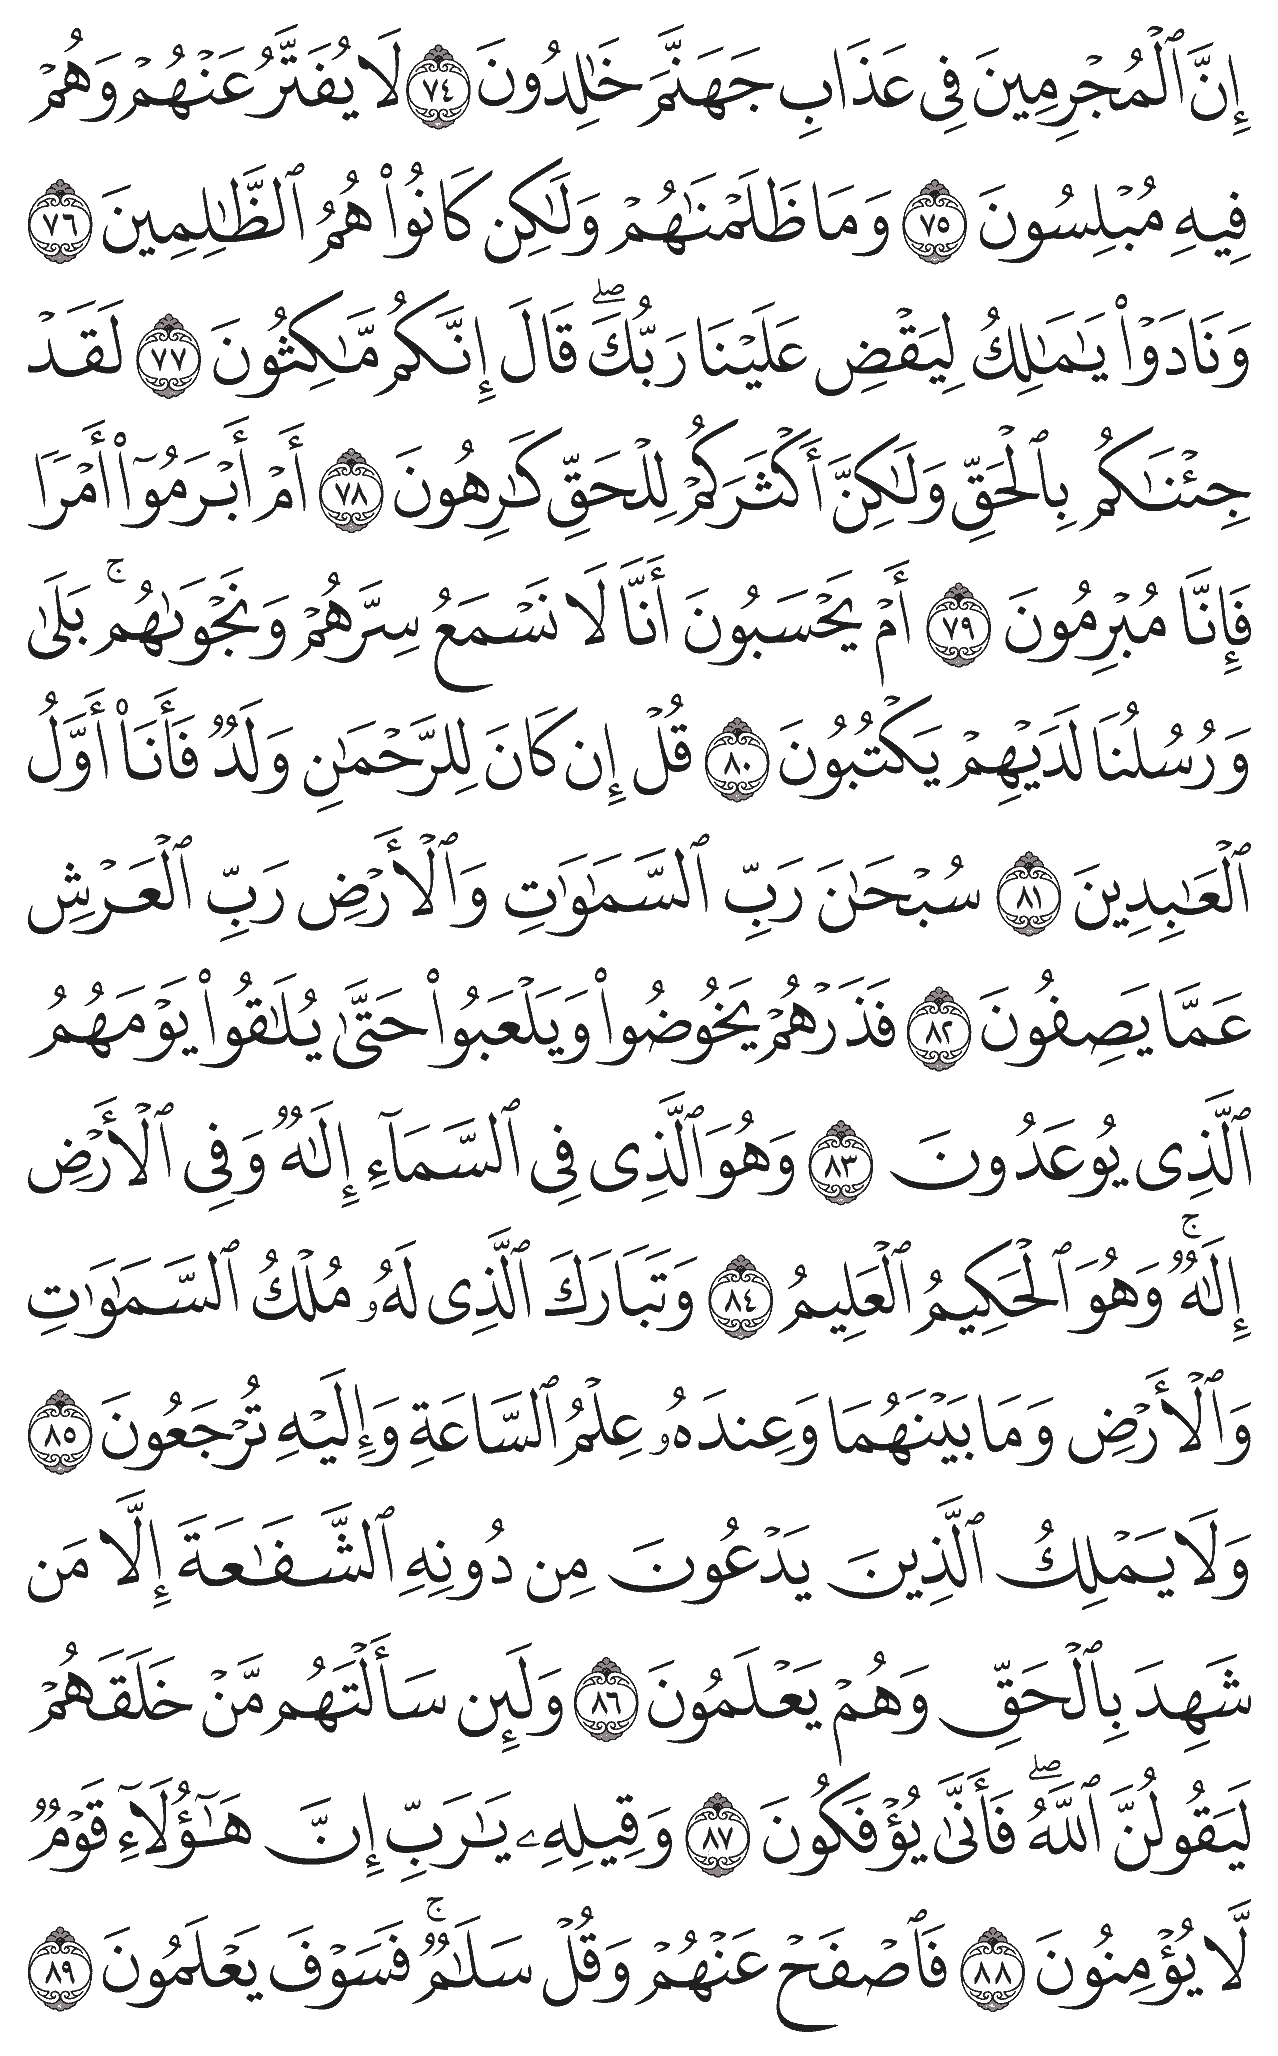 إِنَّ ٱلْمُجْرِمِينَ فِى عَذَابِ جَهَنَّمَ خَٰلِدُونَ ٧٤ لَا يُفَتَّرُ عَنْهُمْ وَهُمْ
فِيهِ مُبْلِسُونَ ٧٥ وَمَا ظَلَمْنَٰهُمْ وَلَٰكِن كَانُوا۟ هُمُ ٱلظَّٰلِمِينَ ٧٦
وَنَادَوْا۟ يَٰمَٰلِكُ لِيَقْضِ عَلَيْنَا رَبُّكَ ۖ قَالَ إِنَّكُم مَّٰكِثُونَ ٧٧ لَقَدْ
جِئْنَٰكُم بِٱلْحَقِّ وَلَٰكِنَّ أَكْثَرَكُمْ لِلْحَقِّ كَٰرِهُونَ ٧٨ أَمْ أَبْرَمُوٓا۟ أَمْرًا
فَإِنَّا مُبْرِمُونَ ٧٩ أَمْ يَحْسَبُونَ أَنَّا لَا نَسْمَعُ سِرَّهُمْ وَنَجْوَىٰهُم ۚ بَلَىٰ
وَرُسُلُنَا لَدَيْهِمْ يَكْتُبُونَ ٨٠ قُلْ إِن كَانَ لِلرَّحْمَٰنِ وَلَدٌ فَأَنَا۠ أَوَّلُ
ٱلْعَٰبِدِينَ ٨١ سُبْحَٰنَ رَبِّ ٱلسَّمَٰوَٰتِ وَٱلْأَرْضِ رَبِّ ٱلْعَرْشِ
عَمَّا يَصِفُونَ ٨٢ فَذَرْهُمْ يَخُوضُوا۟ وَيَلْعَبُوا۟ حَتَّىٰ يُلَٰقُوا۟ يَوْمَهُمُ
ٱلَّذِى يُوعَدُونَ ٨٣ وَهُوَ ٱلَّذِى فِى ٱلسَّمَآءِ إِلَٰهٌ وَفِى ٱلْأَرْضِ
إِلَٰهٌ ۚ وَهُوَ ٱلْحَكِيمُ ٱلْعَلِيمُ ٨٤ وَتَبَارَكَ ٱلَّذِى لَهُۥ مُلْكُ ٱلسَّمَٰوَٰتِ
وَٱلْأَرْضِ وَمَا بَيْنَهُمَا وَعِندَهُۥ عِلْمُ ٱلسَّاعَةِ وَإِلَيْهِ تُرْجَعُونَ ٨٥
وَلَا يَمْلِكُ ٱلَّذِينَ يَدْعُونَ مِن دُونِهِ ٱلشَّفَٰعَةَ إِلَّا مَن
شَهِدَ بِٱلْحَقِّ وَهُمْ يَعْلَمُونَ ٨٦ وَلَئِن سَأَلْتَهُم مَّنْ خَلَقَهُمْ
لَيَقُولُنَّ ٱللَّهُ ۖ فَأَنَّىٰ يُؤْفَكُونَ ٨٧ وَقِيلِهِۦ يَٰرَبِّ إِنَّ هَٰٓؤُلَآءِ قَوْمٌ
لَّا يُؤْمِنُونَ ٨٨ فَٱصْفَحْ عَنْهُمْ وَقُلْ سَلَٰمٌ ۚ فَسَوْفَ يَعْلَمُونَ ٨٩